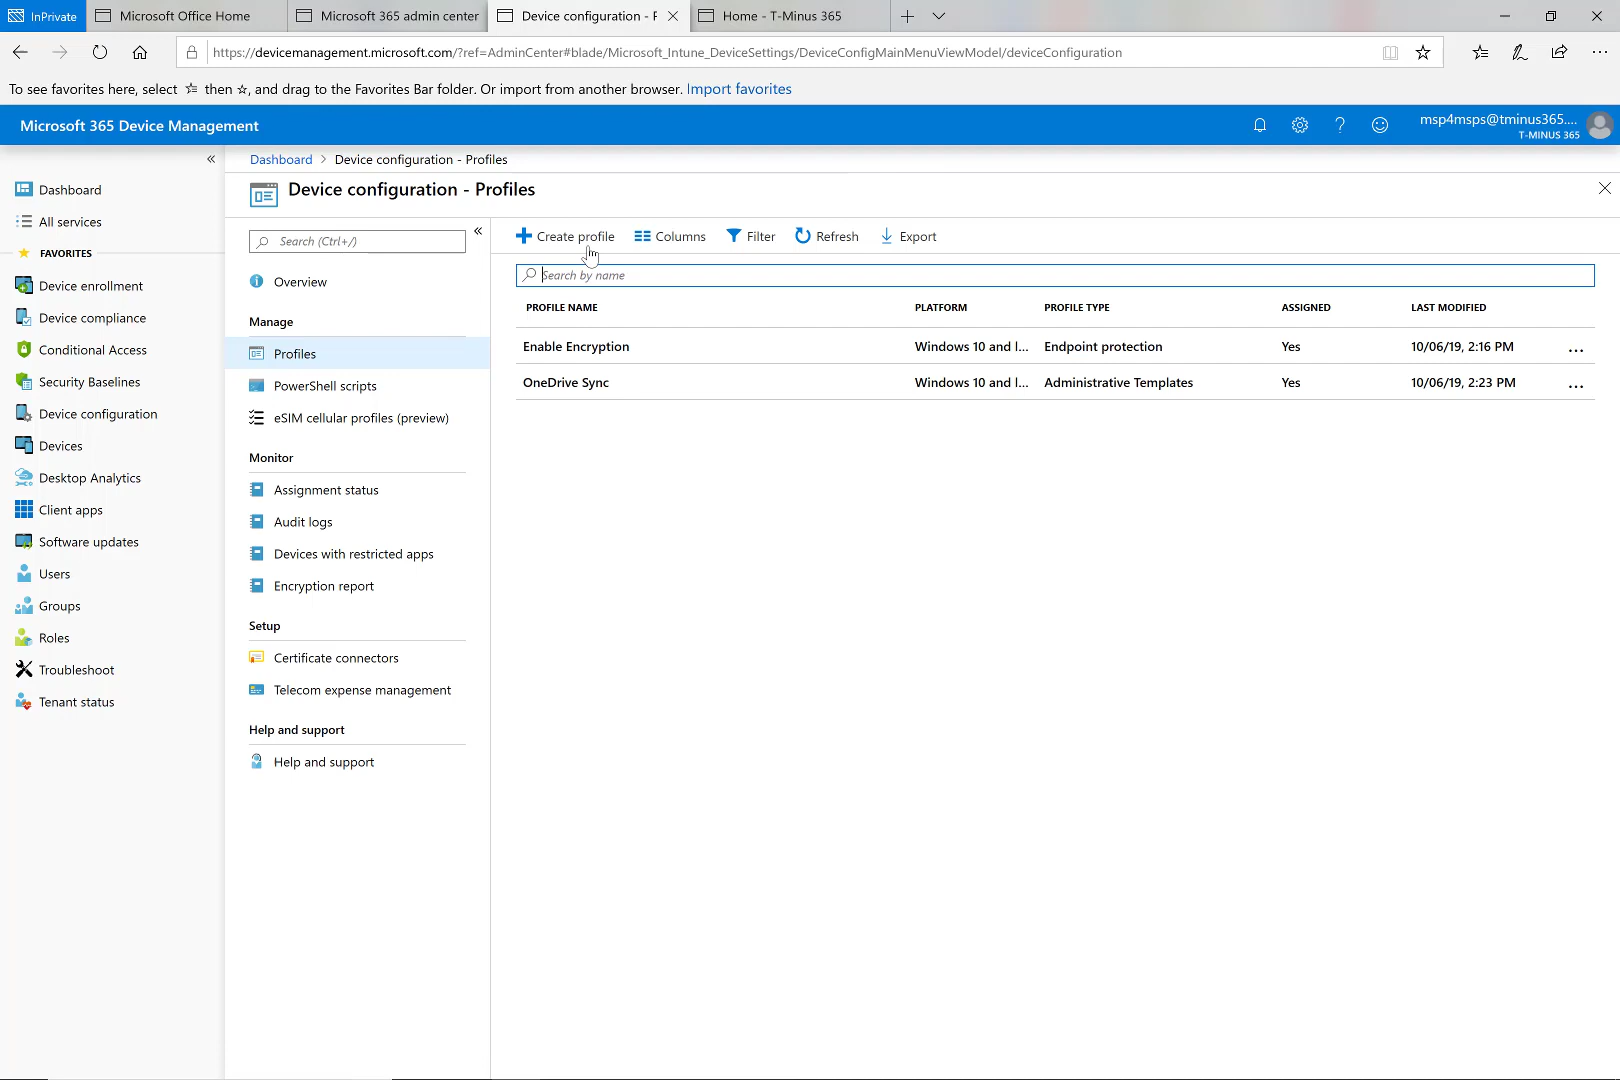 InPrivate
Microsoft Office Home
Microsoft 365 admin center
Device configuration - F
Home - T-Minus 365
https://devicemanagement.microsoft.com/?ref=AdminCenter#blade/Microsoft_Intune_DeviceSettings/DeviceConfigMainMenuViewModel/deviceConfiguration
To see favorites here, select then , and drag to the Favorites Bar folder. Or import from another browser. Import favorites
Microsoft 365 Device Management
msp4msps@tminus365....
T-MINUS 365
Dashboard
All services
FAVORITES
Device enrollment
Device compliance
Conditional Access
Security Baselines
Device configuration
Devices
Desktop Analytics
Client apps
Software updates
Users
Groups
Roles
Troubleshoot
Tenant status
Dashboard > Device configuration - Profiles
Device configuration - Profiles
Search (Ctrl+/)
Overview
Manage
Profiles
PowerShell scripts
eSIM cellular profiles (preview)
Monitor
Assignment status
Audit logs
Devices with restricted apps
Encryption report
Setup
Certificate connectors
Telecom expense management
Help and support
Help and support
Create profile Columns Filter Refresh Export
Search by name
PROFILE NAME PLATFORM PROFILE TYPE ASSIGNED LAST MODIFIED
Enable Encryption Windows 10 and l... Endpoint protection Yes 10/06/19, 2:16 PM ...
OneDrive Sync Windows 10 and l... Administrative Templates Yes 10/06/19, 2:23 PM ...